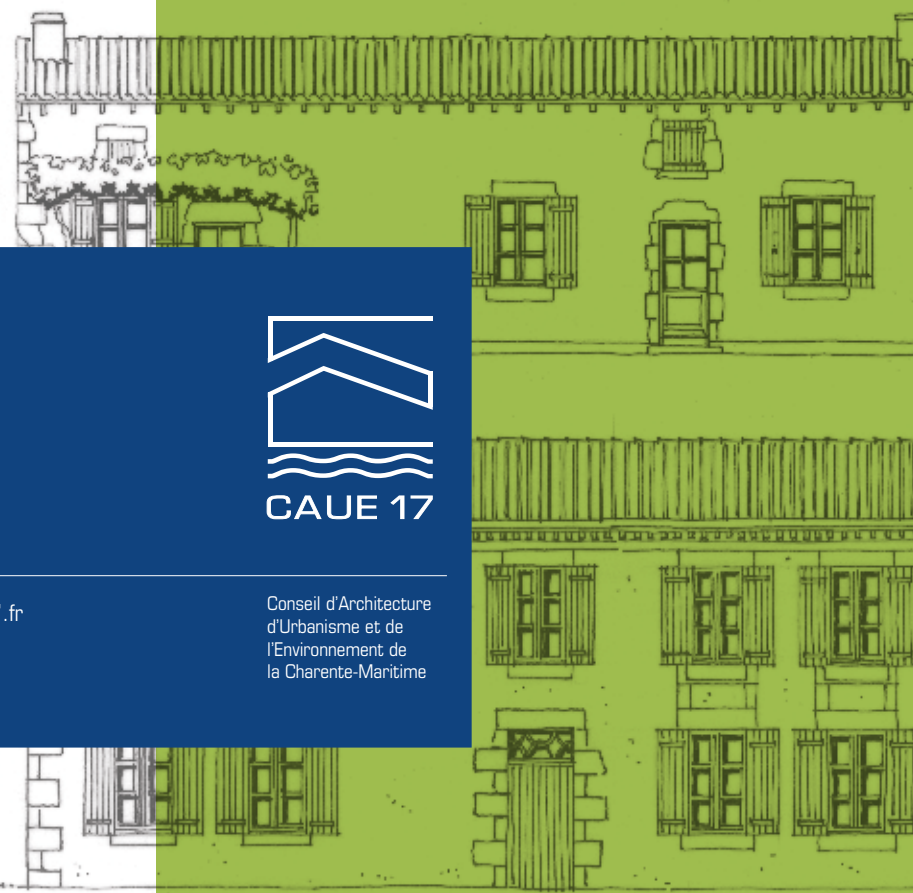 CAUE 17
.fr
Conseil d'Architecture
d'Urbanisme et de
l'Environnement de
la Charente-Maritime